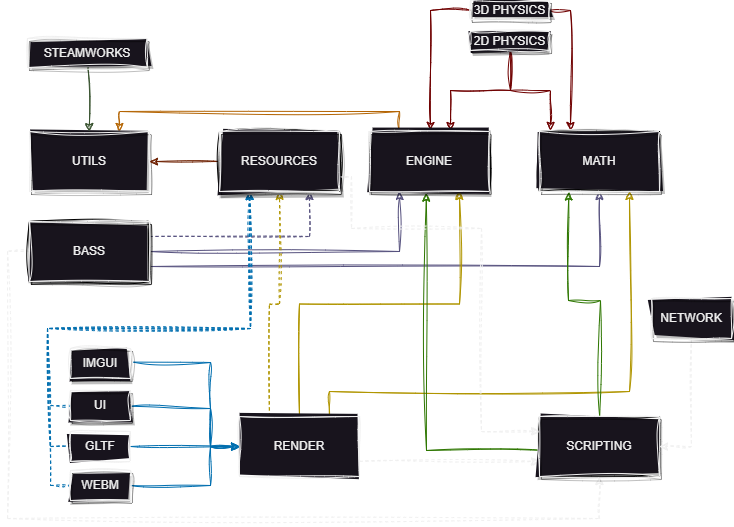 3D PHYSICS
2D PHYSICS
STEAMWORKS
UTILS
RESOURCES
ENGINE
MATH
BASS
NETWORK
IMGUI
UI
GLTF
WEBM
RENDER
SCRIPTING